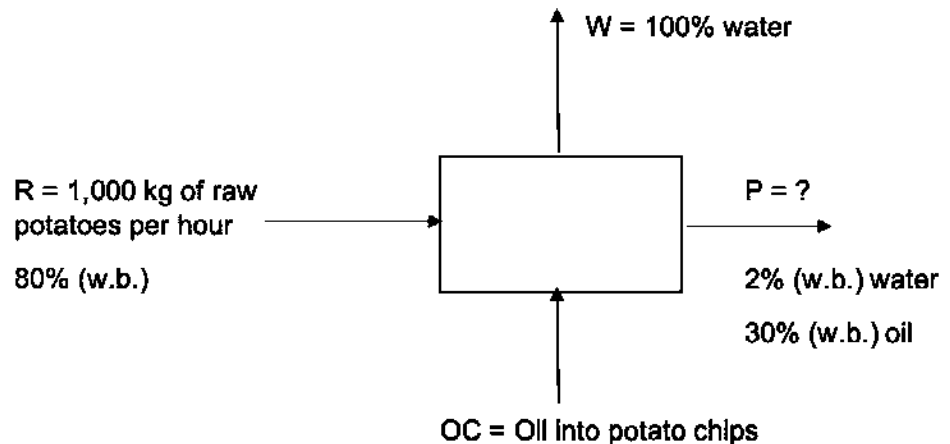 W = 100% water
R = 1,000 kg of raw
potatoes per hour
80% (w.b.)
P = ?
2% (w.b.) water
30% (w.b.) oil
OC = Oil into potato chips